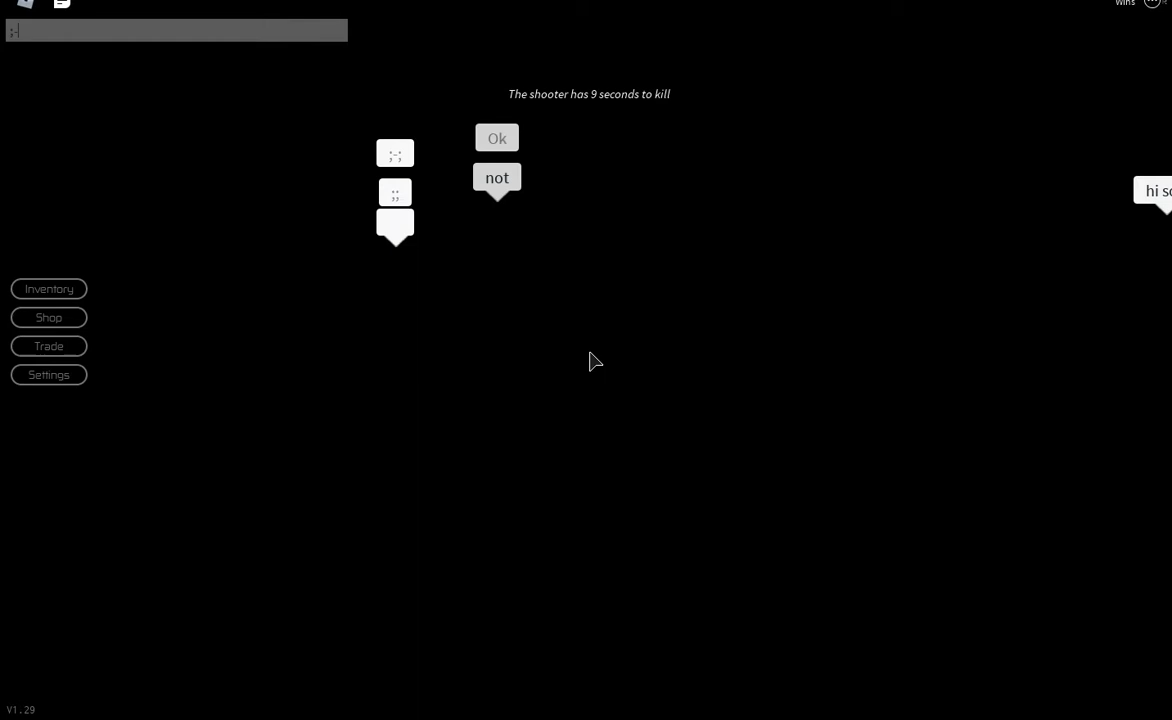 Wins
;-
The shooter has 9 seconds to kill
Ok
;-;
not
;;
hi
Inventory
Shop
Trade
Settings
V1.29